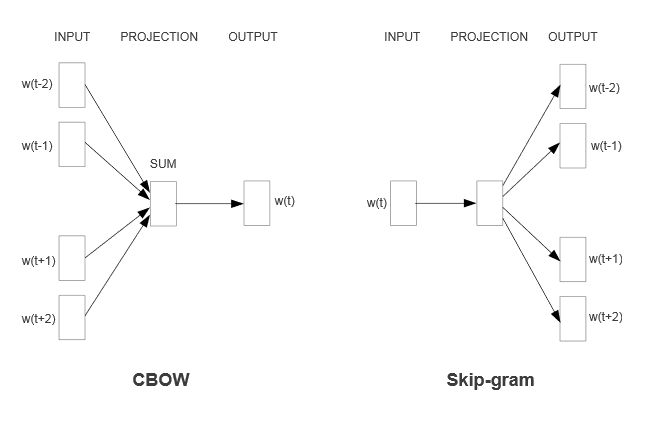 INPUT PROJECTION OUTPUT
w(t-2)
w(t-1)
SUM
w(t)
w(t+1)
w(t+2)
CBOW
INPUT PROJECTION OUTPUT
w(t-2)
w(t-1)
w(t)
w(t+1)
w(t+2)
Skip-gram